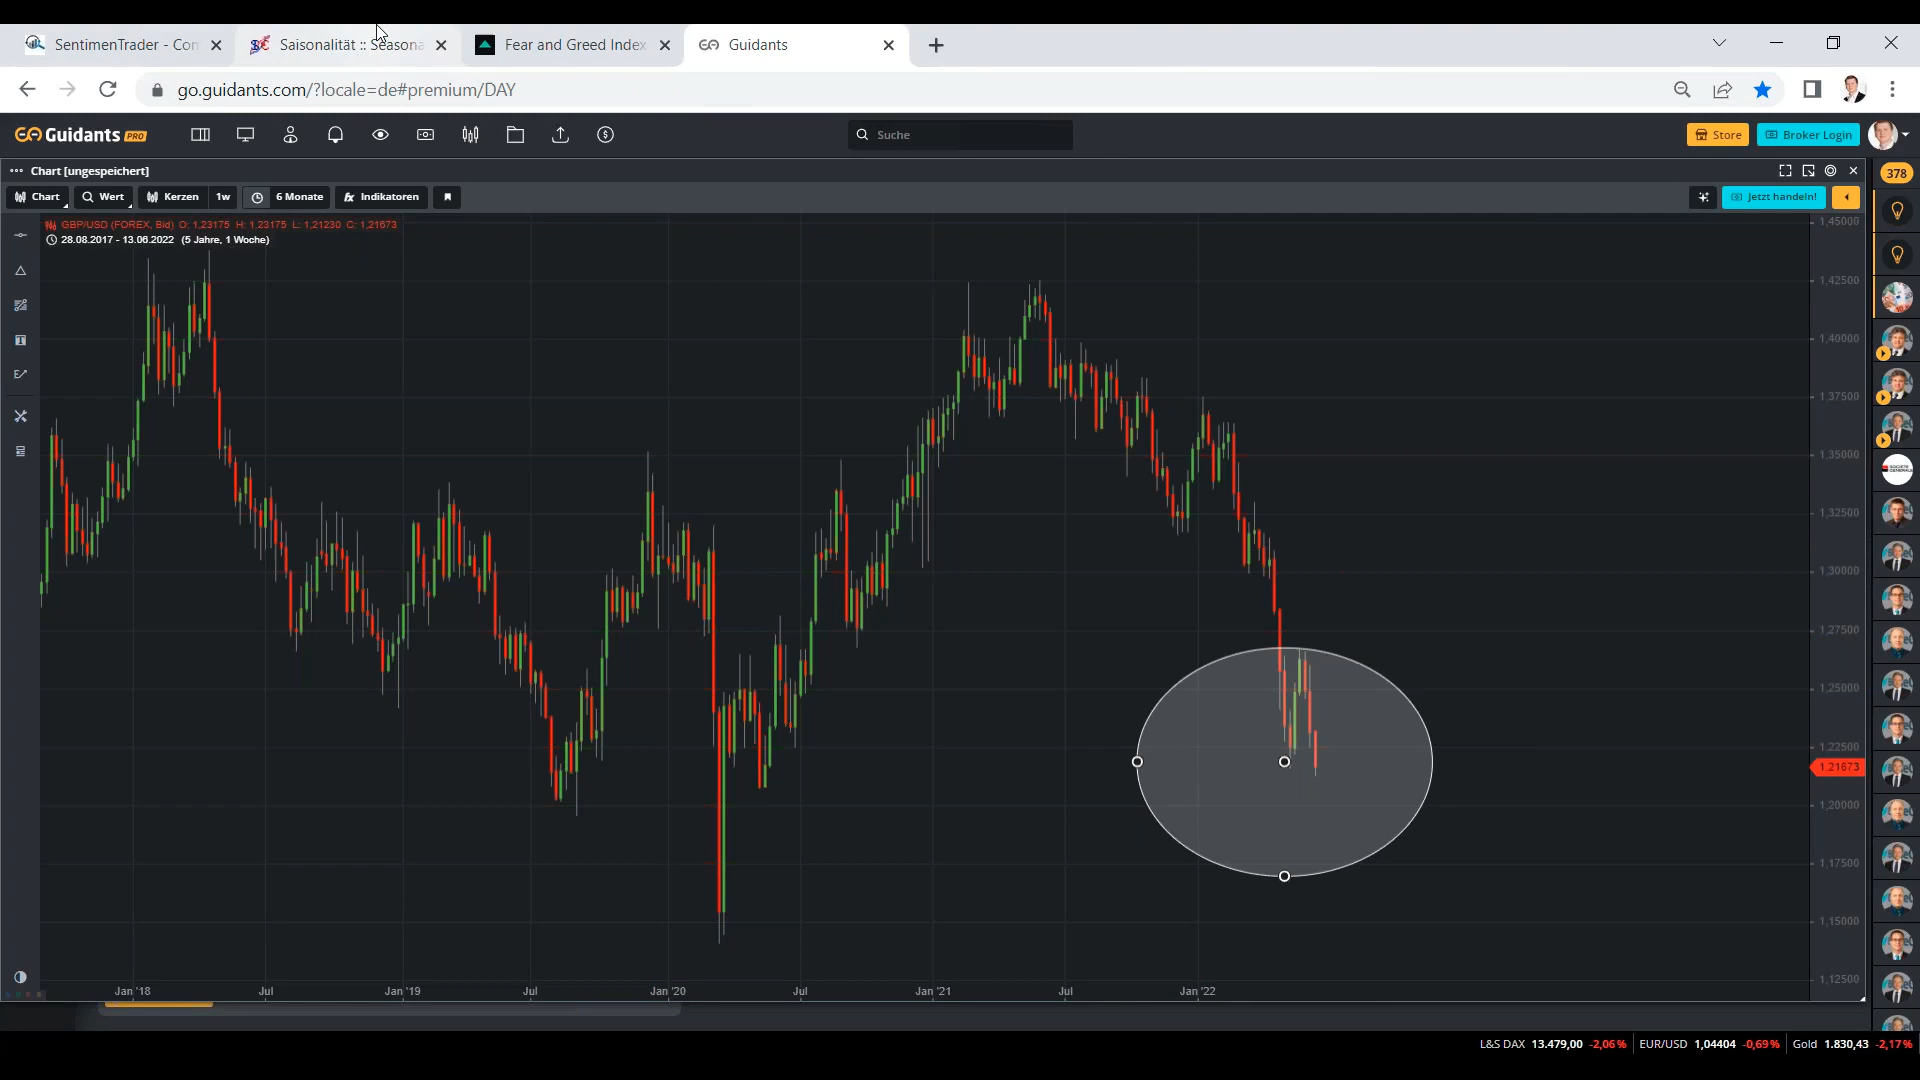 SentimenTrader - Con
Saisonalität :: Seasona
Fear and Greed Index
Guidants
go.guidants.com/?locale=de#premium/DAY
Guidants PRO
Suche
Store
Broker Login
Chart [ungespeichert]
378
Chart
Wert
Kerzen
1w
6 Monate
fx Indikatoren
Jetzt handeln!
GBP/USD (FOREX, Bid) O: 1,23175 H: 1,23175 L: 1,21230 C: 1,21673
28.08.2017 - 13.06.2022 (5 Jahre, 1 Woche)
1,45000
1,42500
1,40000
1,37500
1,35000
1,32500
1,30000
1,27500
1,25000
1,22500
1.21673
1,20000
1,17500
1,15000
1,12500
Jan '18
Jul
Jan '19
Jul
Jan '20
Jul
Jan '21
Jul
Jan '22
L&S DAX 13.479,00 -2,06%
EUR/USD 1,04404 -0,69%
Gold 1.830,43 -2,17%